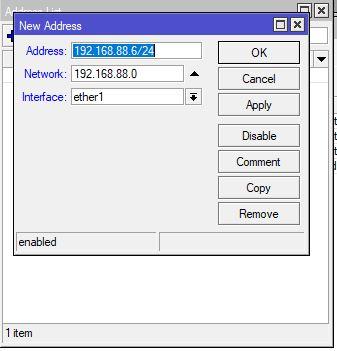 Address List
New Address
Address: 192.168.88.6/24
Network: 192.168.88.0
Interface: ether1
OK
Cancel
Apply
Disable
Comment
Copy
Remove
enabled
1 item